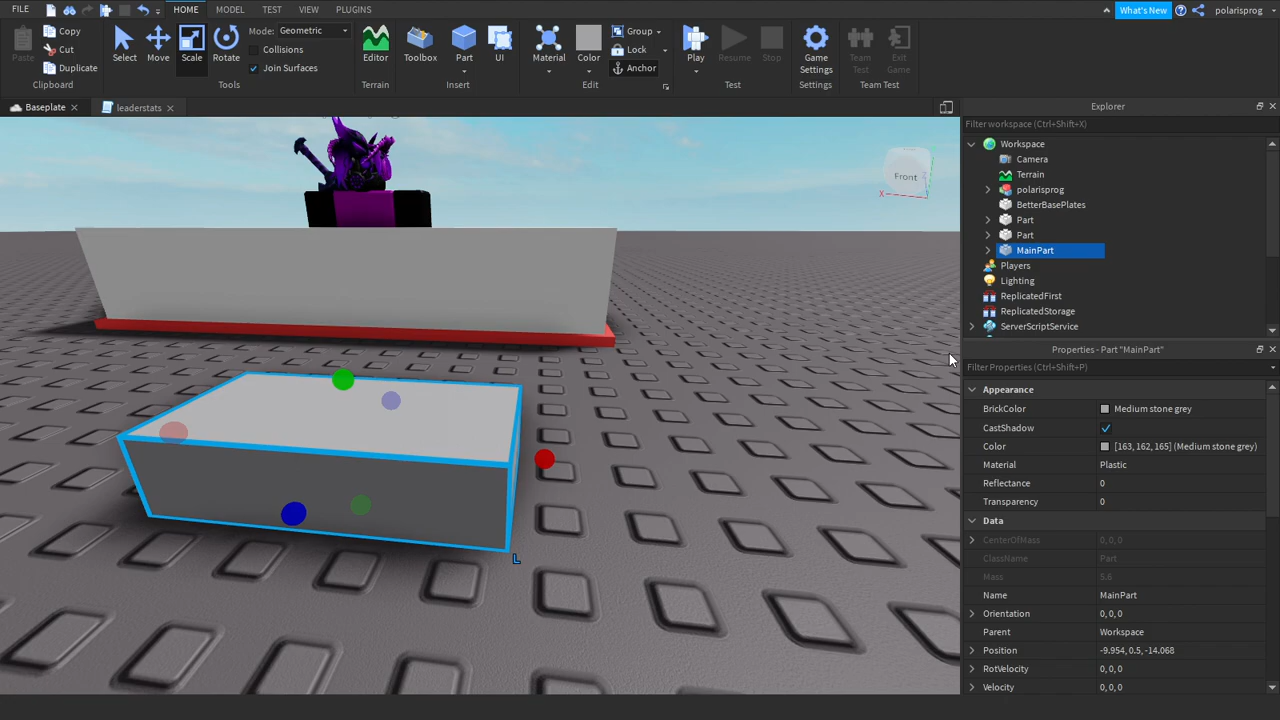 FILE HOME MODEL TEST VIEW PLUGINS What's New polarisprog
Paste Copy Cut Duplicate Clipboard
Select Move Scale Rotate Mode: Geometric Collisions Join Surfaces Tools
Editor Terrain
Toolbox Part UI Insert
Material Color Group Lock Anchor Edit
Play Resume Stop Test
Game Settings Settings
Team Test Exit Game Team Test
Baseplate leaderstats
Front
X
L
Explorer
Filter workspace (Ctrl+Shift+X)
Workspace
Camera
Terrain
polarisprog
BetterBasePlates
Part
Part
MainPart
Players
Lighting
ReplicatedFirst
ReplicatedStorage
ServerScriptService
Properties - Part "MainPart"
Filter Properties (Ctrl+Shift+P)
Appearance
BrickColor Medium stone grey
CastShadow
Color [163, 162, 165] (Medium stone grey)
Material Plastic
Reflectance 0
Transparency 0
Data
CenterOfMass 0, 0, 0
ClassName Part
Mass 5.6
Name MainPart
Orientation 0, 0, 0
Parent Workspace
Position -9.954, 0.5, -14.068
RotVelocity 0, 0, 0
Velocity 0, 0, 0